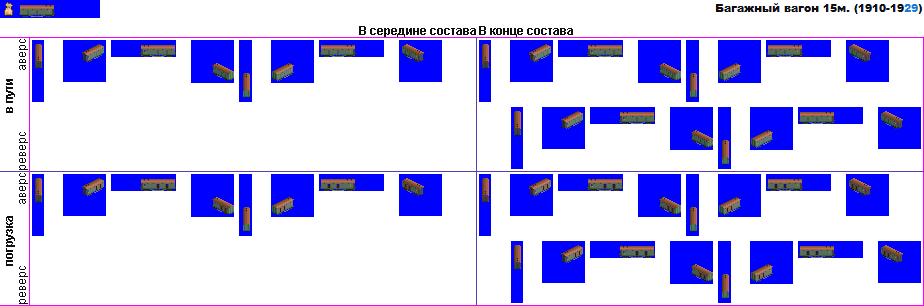 Багажный вагон 15м. (1910-1929)
В середине состава В конце состава
в пути
аверс
реверс
погрузка
аверс
реверс